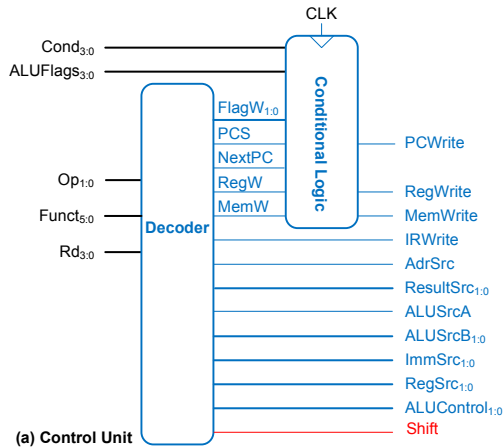 CLK
Cond3:0
ALUFlags3:0
Conditional Logic
FlagW1:0
PCS
PCWrite
NextPC
Op1:0
RegW
RegWrite
Funct5:0
MemW
MemWrite
Decoder
IRWrite
Rd3:0
AdrSrc
ResultSrc1:0
ALUSrcA
ALUSrcB1:0
ImmSrc1:0
RegSrc1:0
ALUControl1:0
Shift
(a) Control Unit